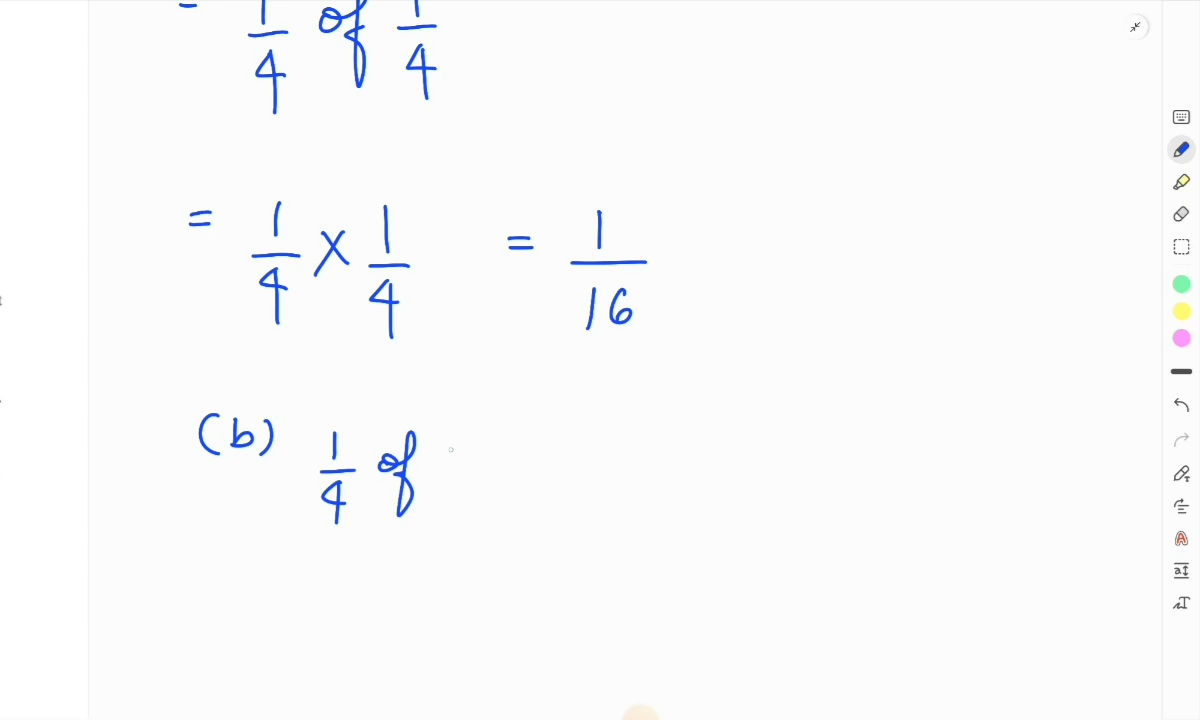 = 1/4 of 1/4
= 1/4 × 1/4 = 1/16
(b) 1/4 of